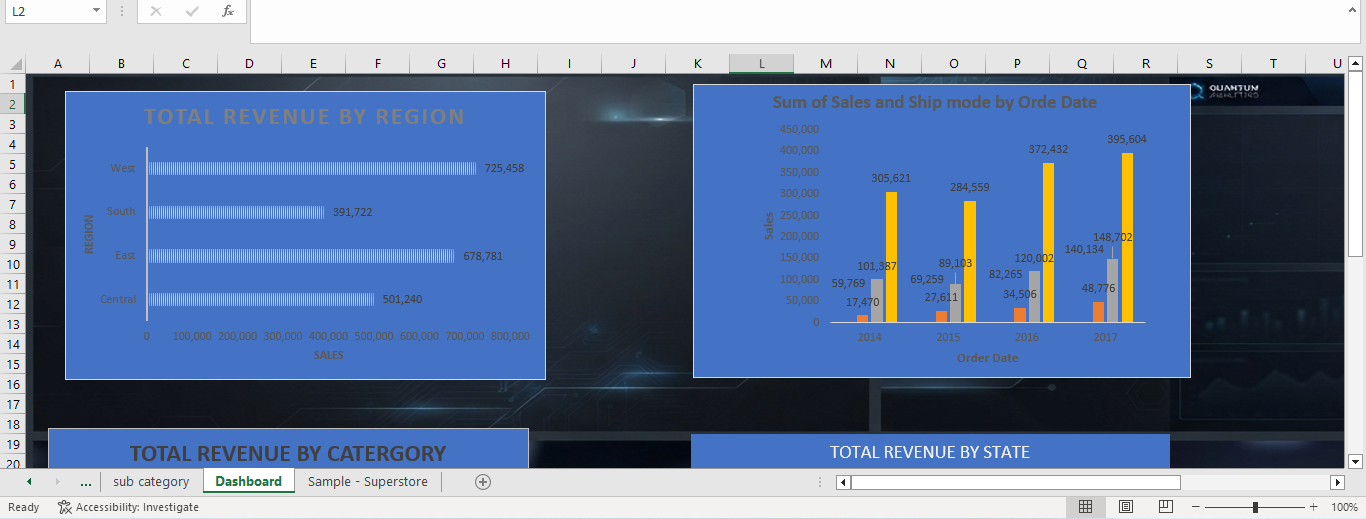 L2
fx
A B C D E F G H I J K L M N O P Q R S T U
1
2
3
4
5
6
7
8
9
10
11
12
13
14
15
16
17
18
19
20
TOTAL REVENUE BY REGION
REGION
West 725,458
South 391,722
East 678,781
Central 501,240
0 100,000 200,000 300,000 400,000 500,000 600,000 700,000 800,000
SALES
Sum of Sales and Ship mode by Orde Date
Sales
450,000
400,000
350,000
300,000
250,000
200,000
150,000
100,000
50,000
0
59,769 17,470 101,387 305,621
69,259 27,611 89,103 284,559
82,265 34,506 120,002 372,432
140,134 48,776 148,702 395,604
2014 2015 2016 2017
Order Date
QUANTUM
TOTAL REVENUE BY CATERGORY
TOTAL REVENUE BY STATE
... sub category Dashboard Sample - Superstore
Ready Accessibility: Investigate 100%